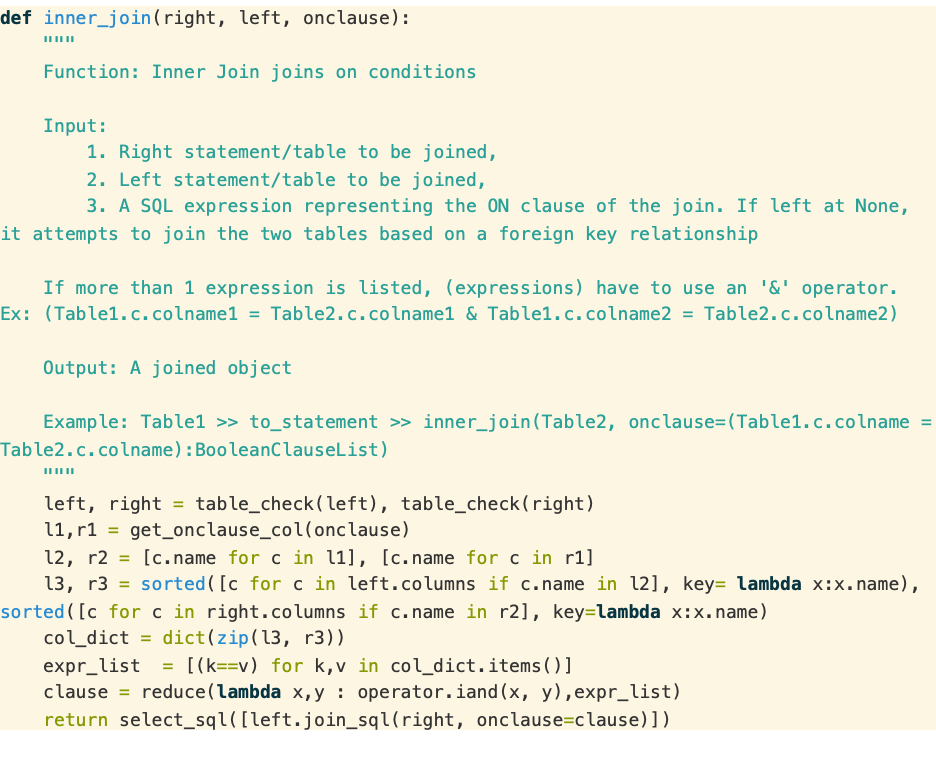 def inner_join(right, left, onclause):
    """
    Function: Inner Join joins on conditions

    Input:
        1. Right statement/table to be joined,
        2. Left statement/table to be joined,
        3. A SQL expression representing the ON clause of the join. If left at None,
it attempts to join the two tables based on a foreign key relationship

    If more than 1 expression is listed, (expressions) have to use an '&' operator.
Ex: (Table1.c.colname1 = Table2.c.colname1 & Table1.c.colname2 = Table2.c.colname2)

    Output: A joined object

    Example: Table1 >> to_statement >> inner_join(Table2, onclause=(Table1.c.colname =
Table2.c.colname):BooleanClauseList)
    """
    left, right = table_check(left), table_check(right)
    l1,r1 = get_onclause_col(onclause)
    l2, r2 = [c.name for c in l1], [c.name for c in r1]
    l3, r3 = sorted([c for c in left.columns if c.name in l2], key= lambda x:x.name),
sorted([c for c in right.columns if c.name in r2], key=lambda x:x.name)
    col_dict = dict(zip(l3, r3))
    expr_list  = [(k==v) for k,v in col_dict.items()]
    clause = reduce(lambda x,y : operator.iand(x, y),expr_list)
    return select_sql([left.join_sql(right, onclause=clause)])